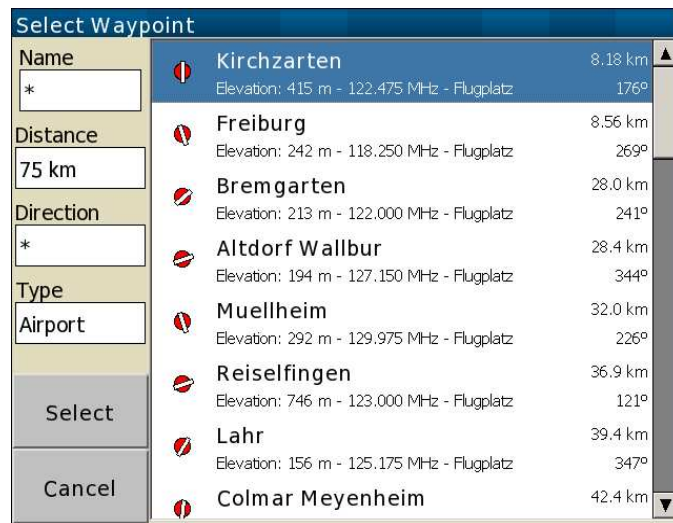 Select Waypoint
Name
*
Distance
75 km
Direction
*
Type
Airport
Select
Cancel
Kirchzarten 8.18 km
Elevation: 415 m - 122.475 MHz - Flugplatz 176°
Freiburg 8.56 km
Elevation: 242 m - 118.250 MHz - Flugplatz 269°
Bremgarten 28.0 km
Elevation: 213 m - 122.000 MHz - Flugplatz 241°
Altdorf Wallbur 28.4 km
Elevation: 194 m - 127.150 MHz - Flugplatz 344°
Muellheim 32.0 km
Elevation: 292 m - 129.975 MHz - Flugplatz 226°
Reiselfingen 36.9 km
Elevation: 746 m - 123.000 MHz - Flugplatz 121°
Lahr 39.4 km
Elevation: 156 m - 125.175 MHz - Flugplatz 347°
Colmar Meyenheim 42.4 km